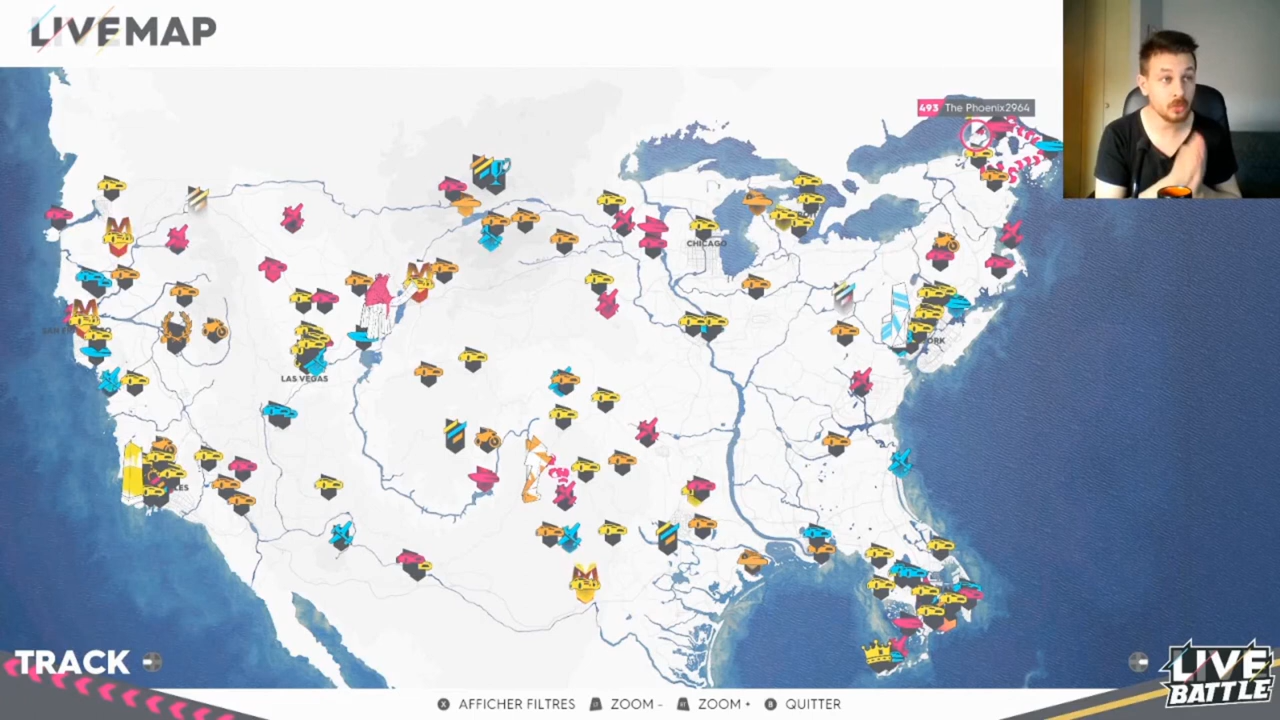 LIVEMAP
493 The Phoenix2964
CHICAGO
LAS VEGAS
TRACK
LIVE
BATTLE
AFFICHER FILTRES ZOOM - ZOOM + QUITTER